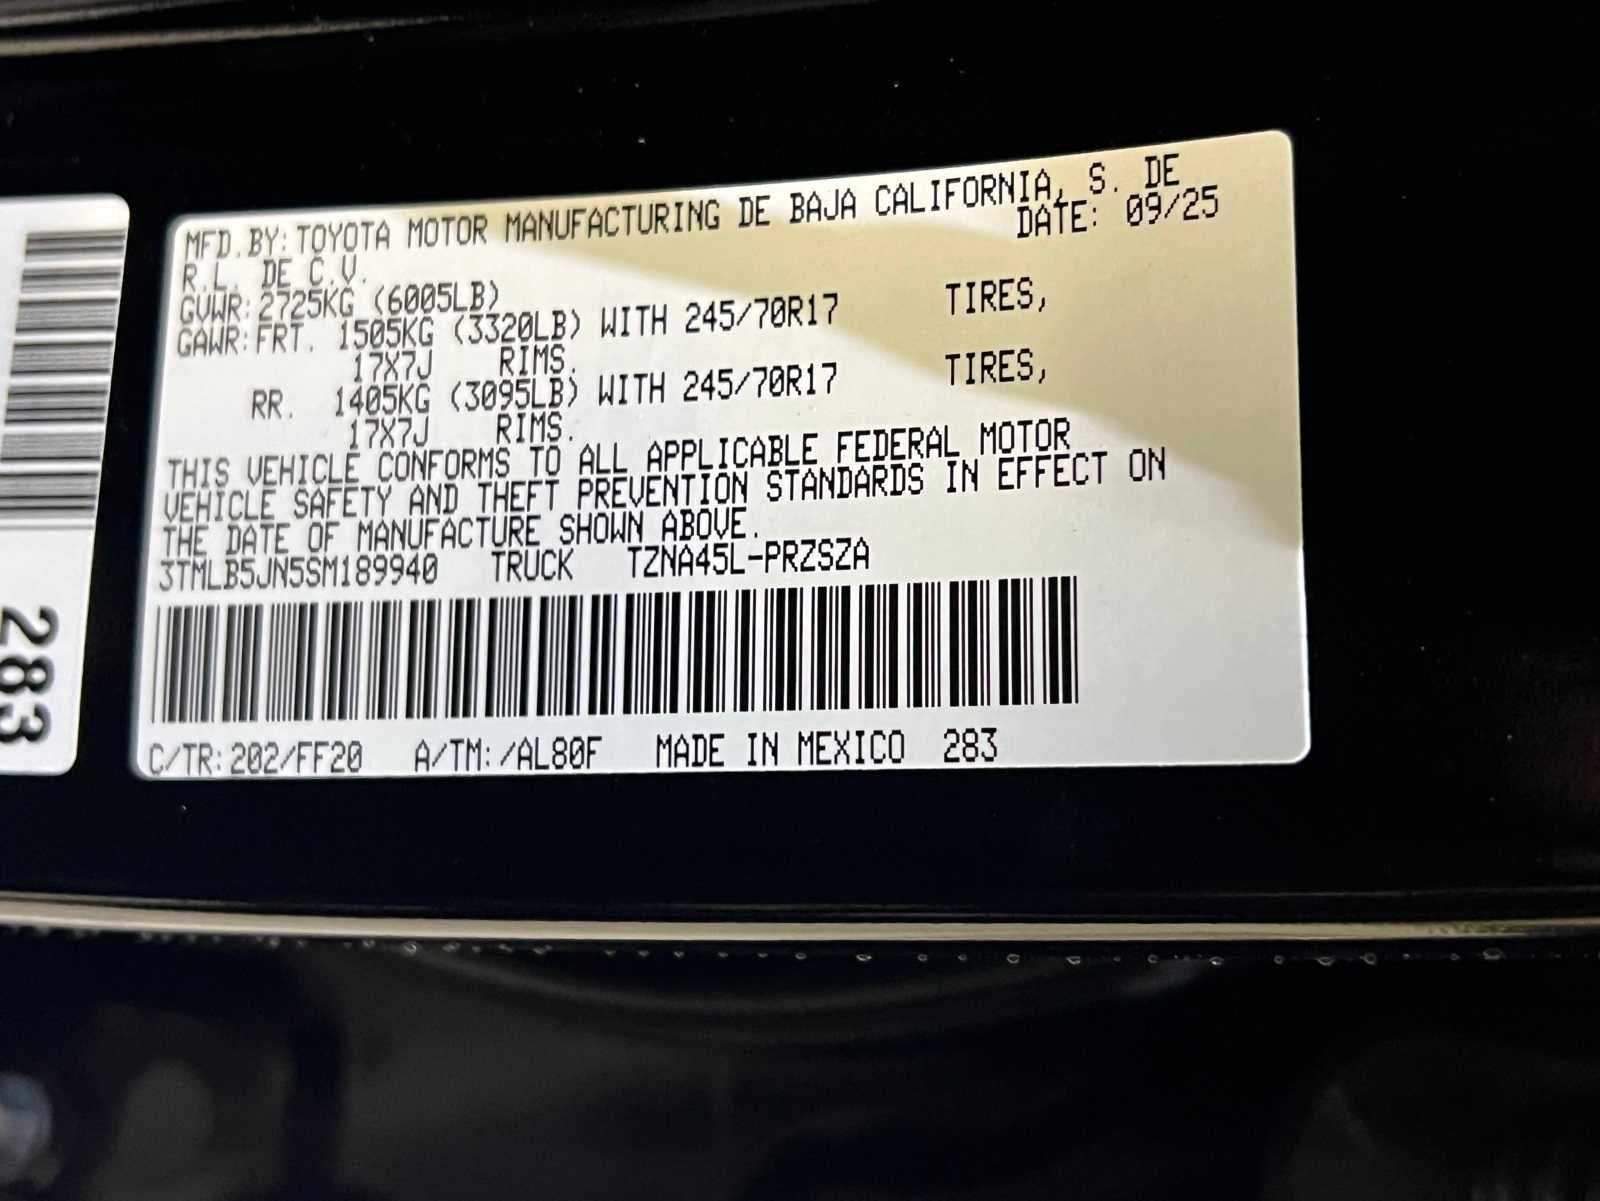 MFD.BY:TOYOTA MOTOR MANUFACTURING DE BAJA CALIFORNIA, S. DE
R.L. DE C.V. DATE: 09/25
GVWR:2725KG (6005LB)
GAWR:FRT. 1505KG (3320LB) WITH 245/70R17 TIRES,
17X7J RIMS.
RR. 1405KG (3095LB) WITH 245/70R17 TIRES,
17X7J RIMS.
THIS VEHICLE CONFORMS TO ALL APPLICABLE FEDERAL MOTOR
VEHICLE SAFETY AND THEFT PREVENTION STANDARDS IN EFFECT ON
THE DATE OF MANUFACTURE SHOWN ABOVE.
3TMLB5JN5SM189940 TRUCK TZNA45L-PRZSZA
C/TR:202/FF20 A/TM:/AL80F MADE IN MEXICO 283
283